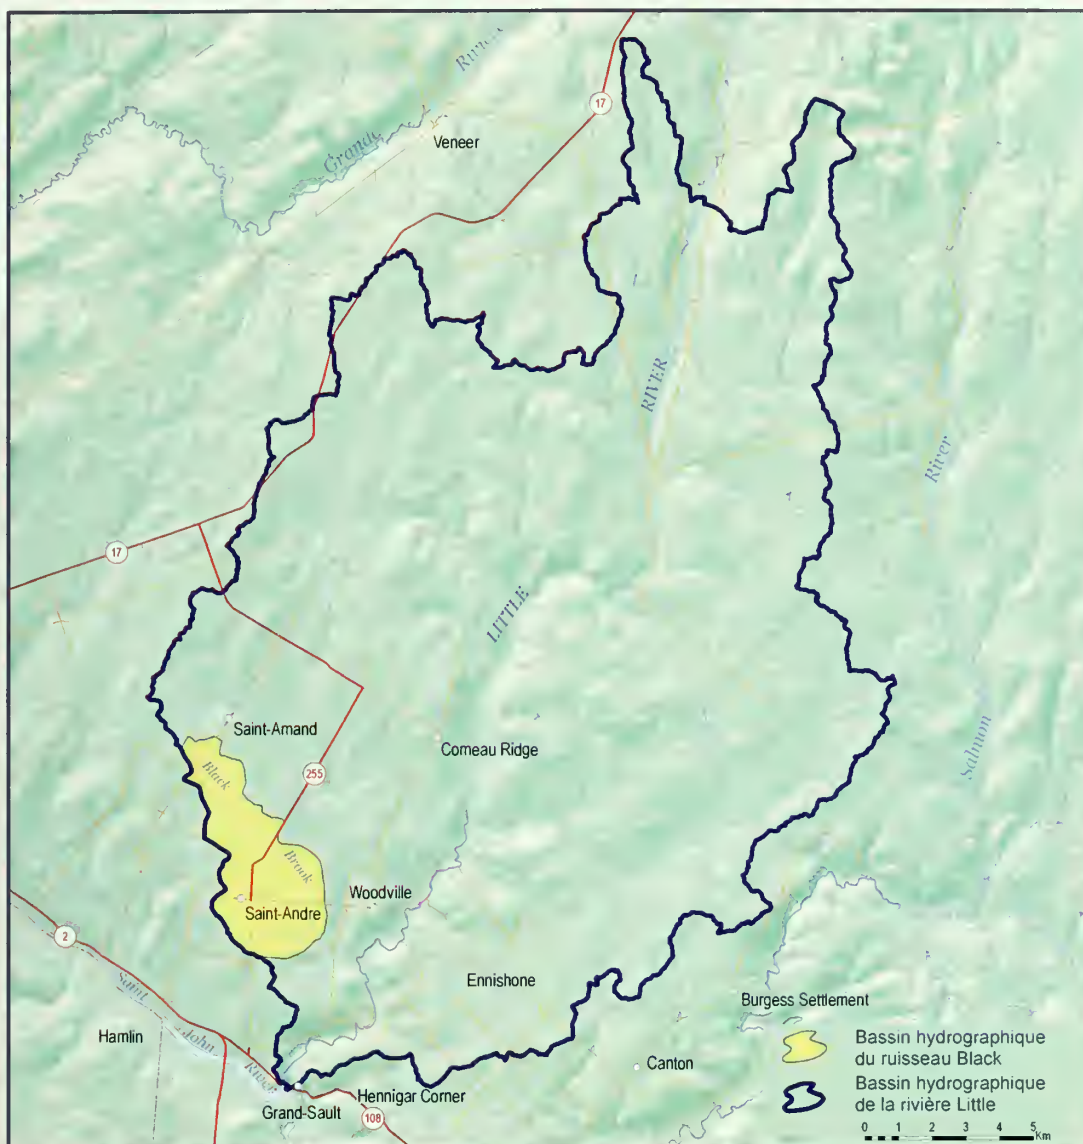 River
Grande
17
Veneer
RIVER
River
17
LITTLE
Saint-Amand
Comeau Ridge
Black
255
Salmon
Brook
Woodville
Saint-Andre
2
Ennishone
Saint
John
River
Burgess Settlement
Hamlin
Canton
Hennigar Corner
Grand-Sault
108
Bassin hydrographique
du ruisseau Black
Bassin hydrographique
de la rivière Little
0 1 2 3 4 5 Km